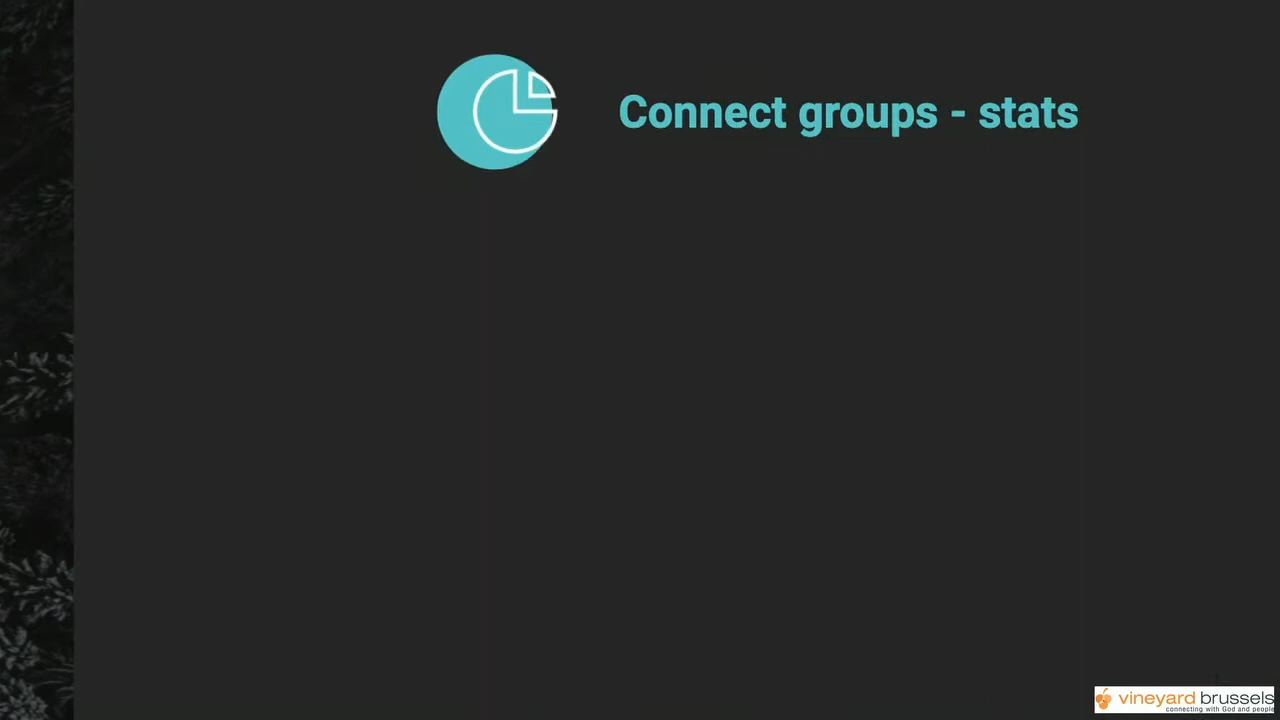 Connect groups - stats
vineyard brussels
connecting with God and people